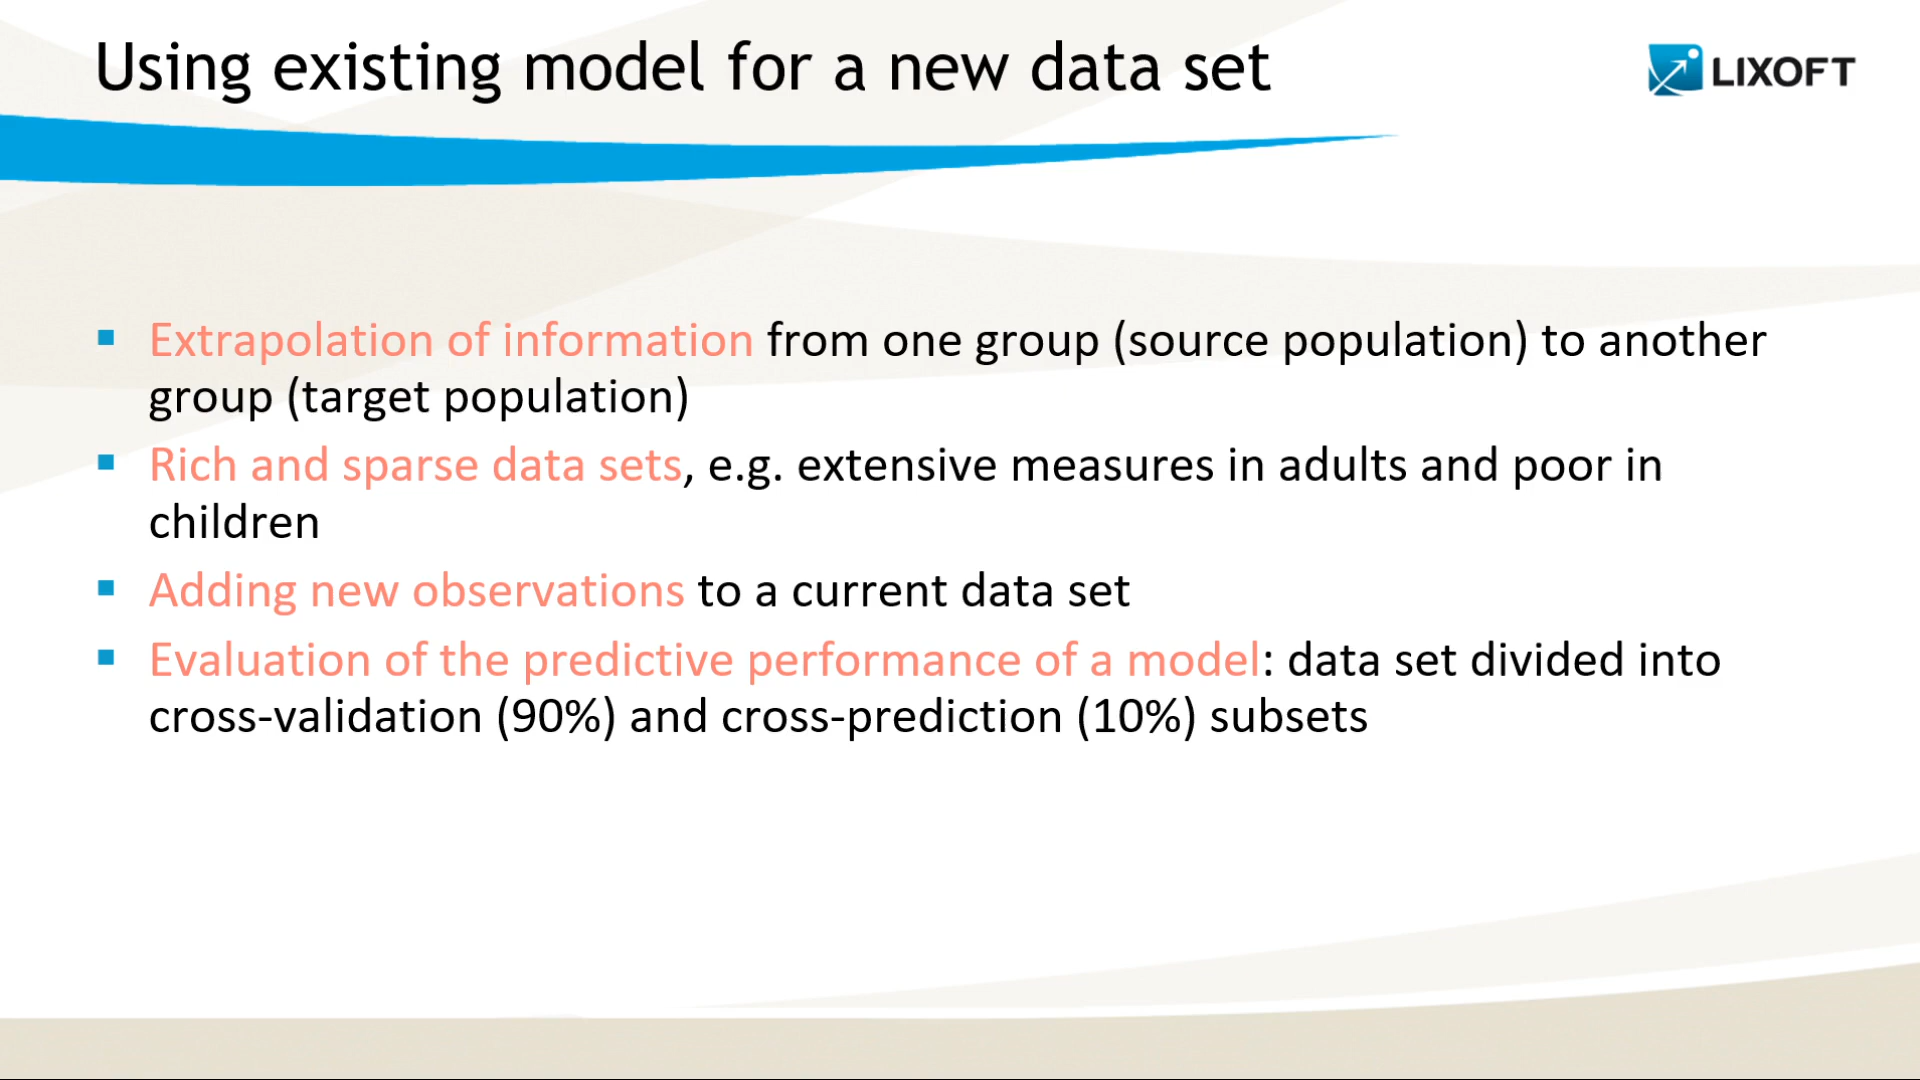 Using existing model for a new data set
LIXOFT
Extrapolation of information from one group (source population) to another
group (target population)
Rich and sparse data sets, e.g. extensive measures in adults and poor in
children
Adding new observations to a current data set
Evaluation of the predictive performance of a model: data set divided into
cross-validation (90%) and cross-prediction (10%) subsets